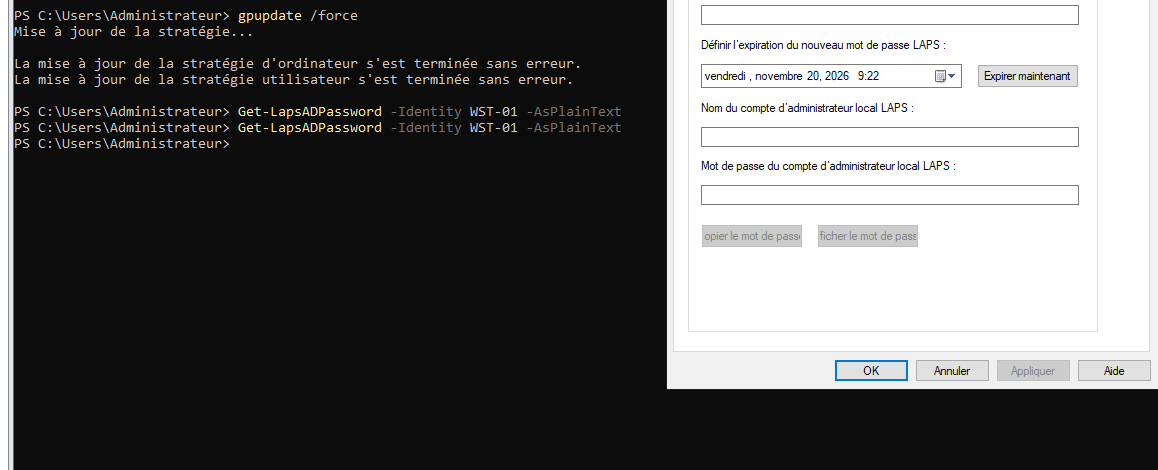 PS C:\Users\Administrateur> gpupdate /force
Mise à jour de la stratégie...
La mise à jour de la stratégie d'ordinateur s'est terminée sans erreur.
La mise à jour de la stratégie utilisateur s'est terminée sans erreur.
PS C:\Users\Administrateur> Get-LapsADPassword -Identity WST-01 -AsPlainText
PS C:\Users\Administrateur> Get-LapsADPassword -Identity WST-01 -AsPlainText
PS C:\Users\Administrateur>
Définir l'expiration du nouveau mot de passe LAPS :
vendredi , novembre 20, 2026 9:22
Expirer maintenant
Nom du compte d'administrateur local LAPS :
Mot de passe du compte d'administrateur local LAPS :
opier le mot de passe
ficher le mot de pass
OK
Annuler
Appliquer
Aide